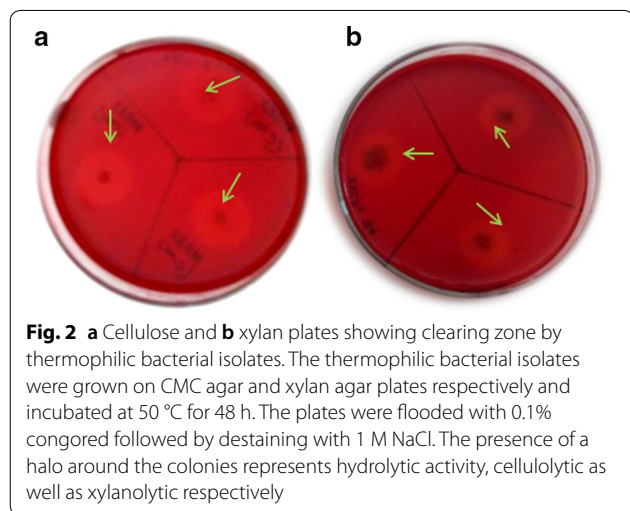 a
b
Fig. 2 a Cellulose and b xylan plates showing clearing zone by
thermophilic bacterial isolates. The thermophilic bacterial isolates
were grown on CMC agar and xylan agar plates respectively and
incubated at 50 °C for 48 h. The plates were flooded with 0.1%
congored followed by destaining with 1 M NaCl. The presence of a
halo around the colonies represents hydrolytic activity, cellulolytic as
well as xylanolytic respectively